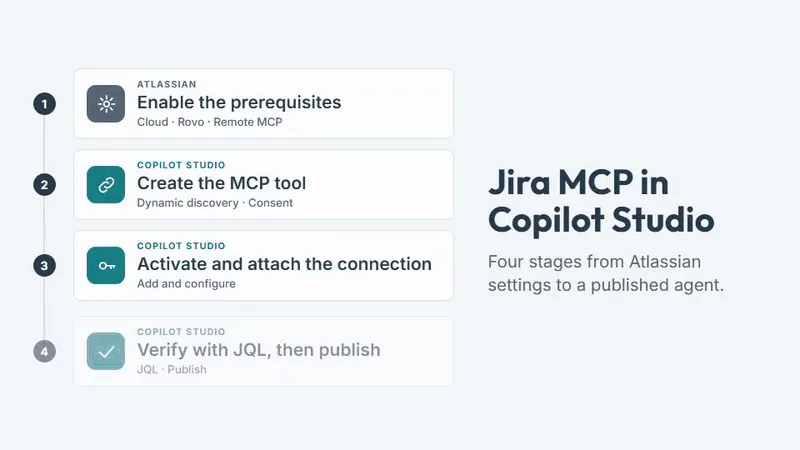 1
ATLASSIAN
Enable the prerequisites
Cloud · Rovo · Remote MCP
2
COPILOT STUDIO
Create the MCP tool
Dynamic discovery · Consent
3
COPILOT STUDIO
Activate and attach the connection
Add and configure
4
COPILOT STUDIO
Verify with JQL, then publish
JQL · Publish
Jira MCP in
Copilot Studio
Four stages from Atlassian
settings to a published agent.